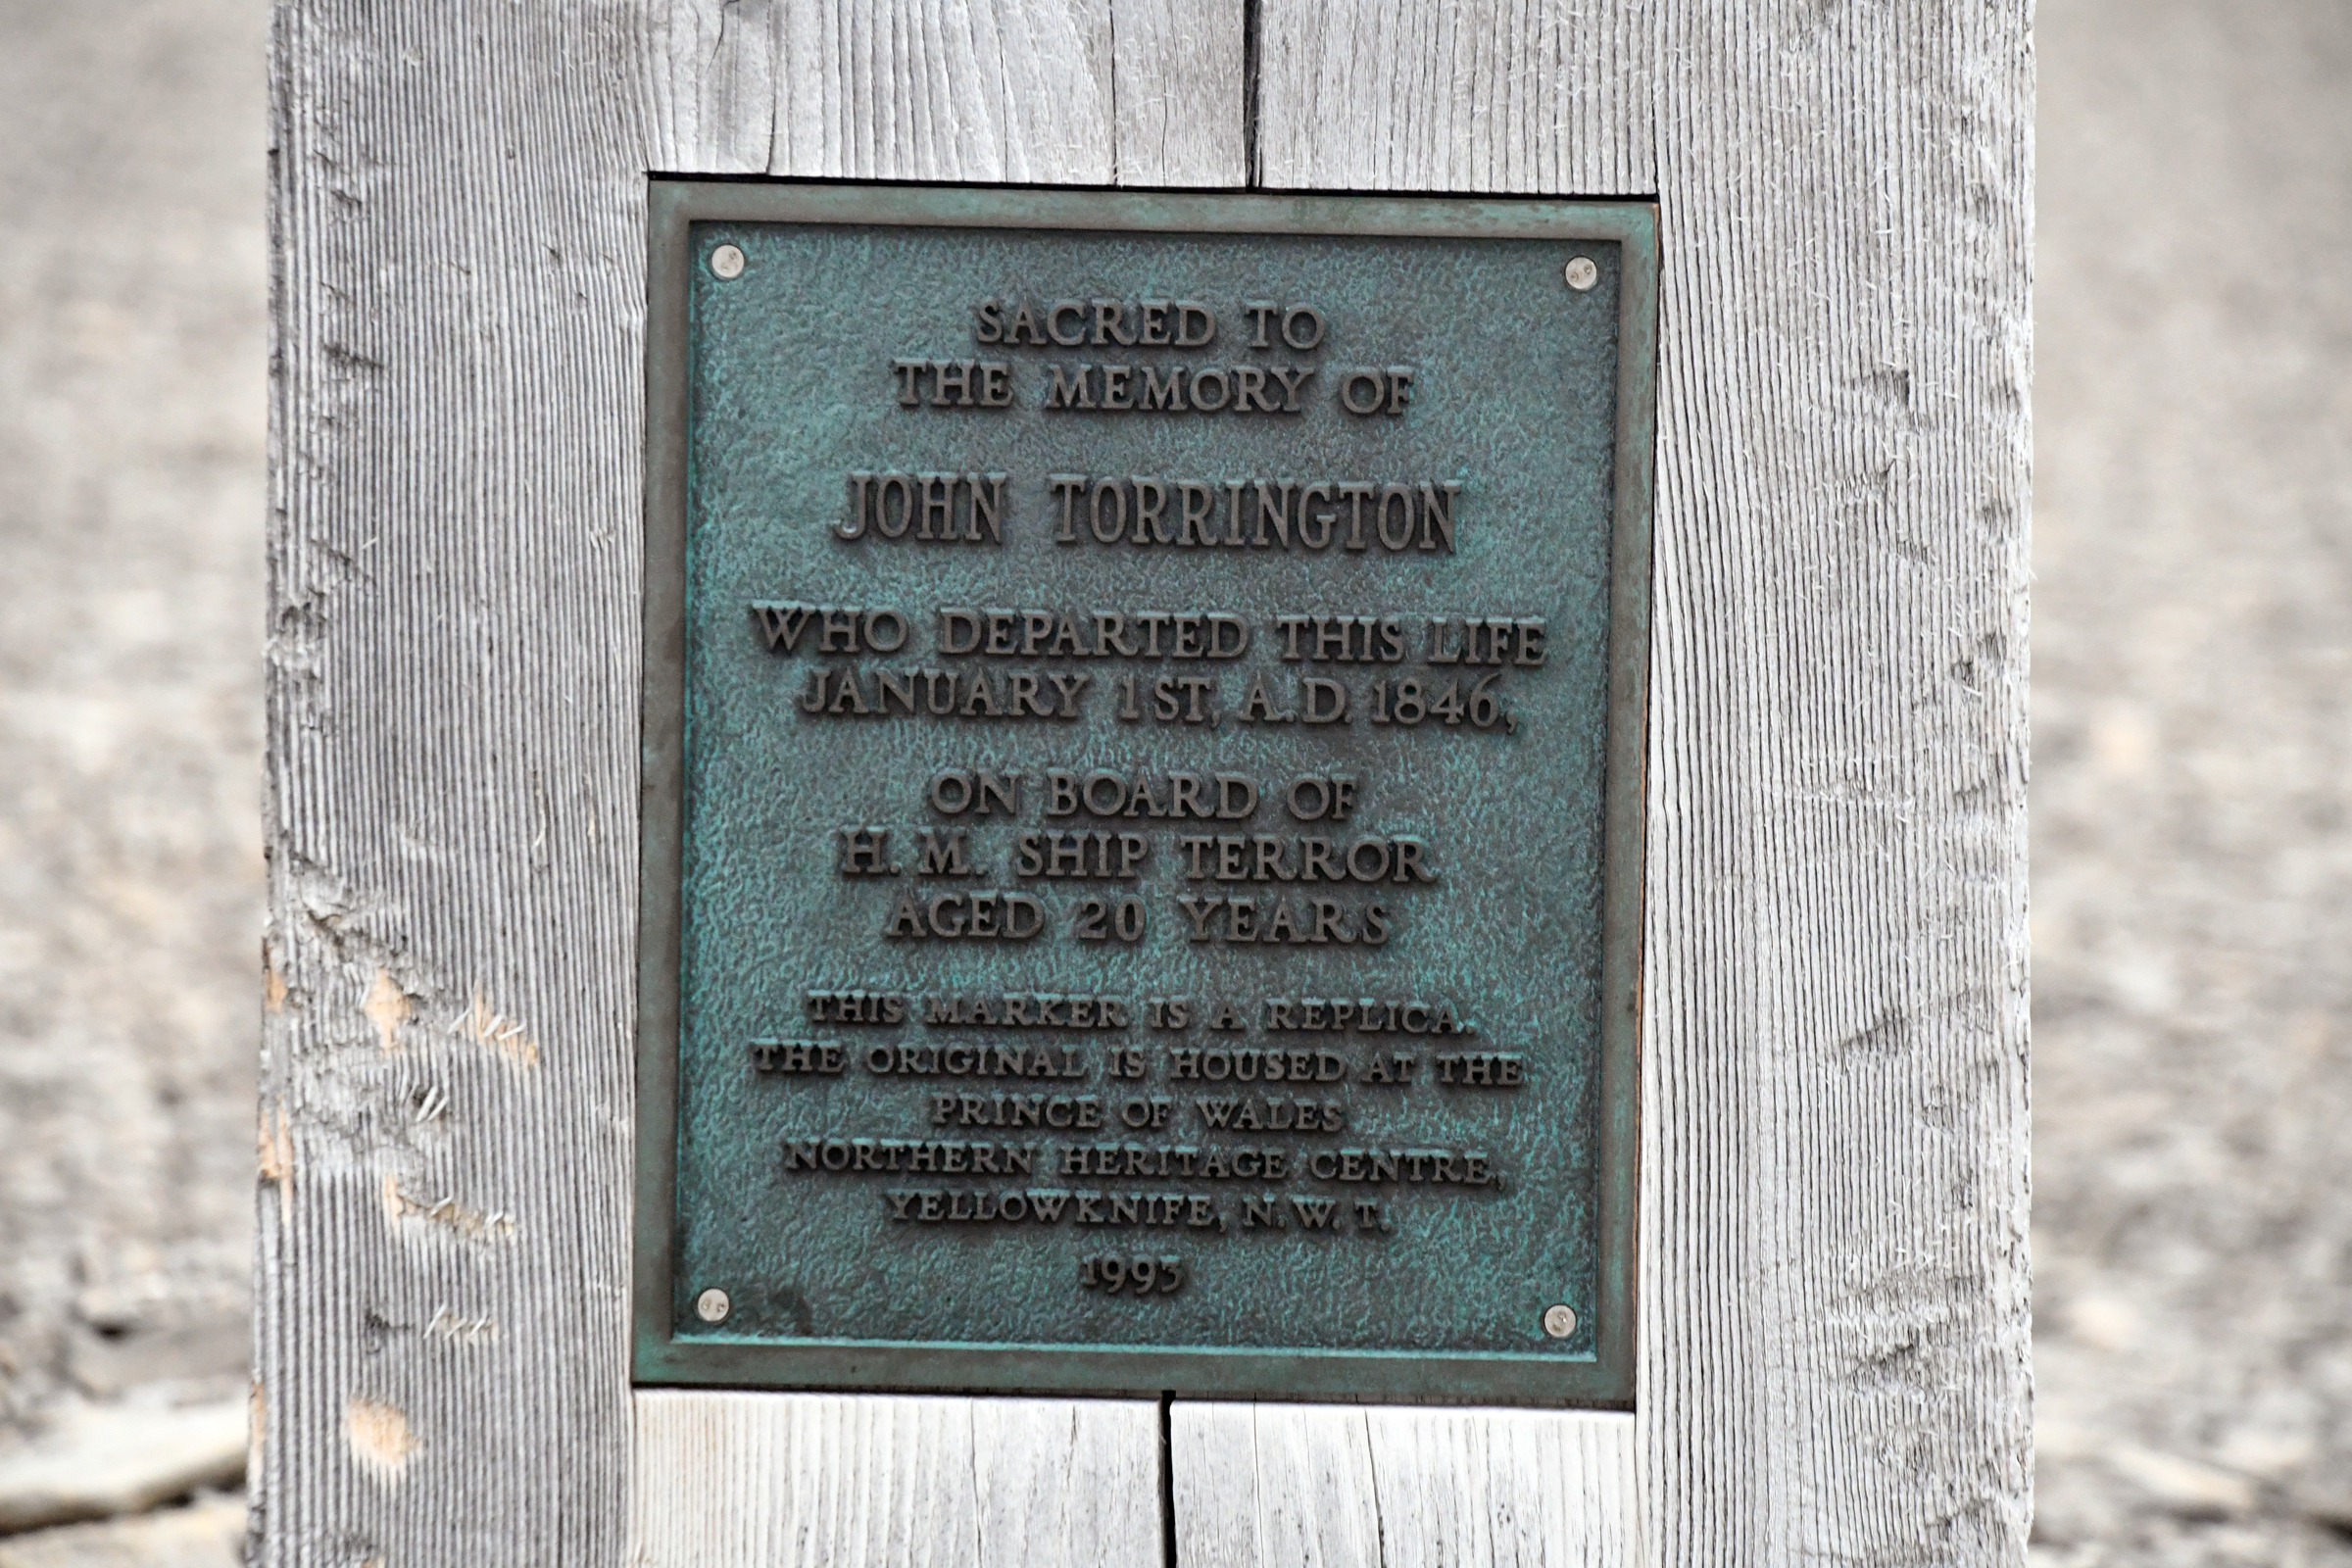 SACRED TO
THE MEMORY OF
JOHN TORRINGTON
WHO DEPARTED THIS LIFE
JANUARY 1ST, A.D. 1846,
ON BOARD OF
H. M. SHIP TERROR
AGED 20 YEARS
THIS MARKER IS A REPLICA.
THE ORIGINAL IS HOUSED AT THE
PRINCE OF WALES
NORTHERN HERITAGE CENTRE,
YELLOWKNIFE, N. W. T.
1993